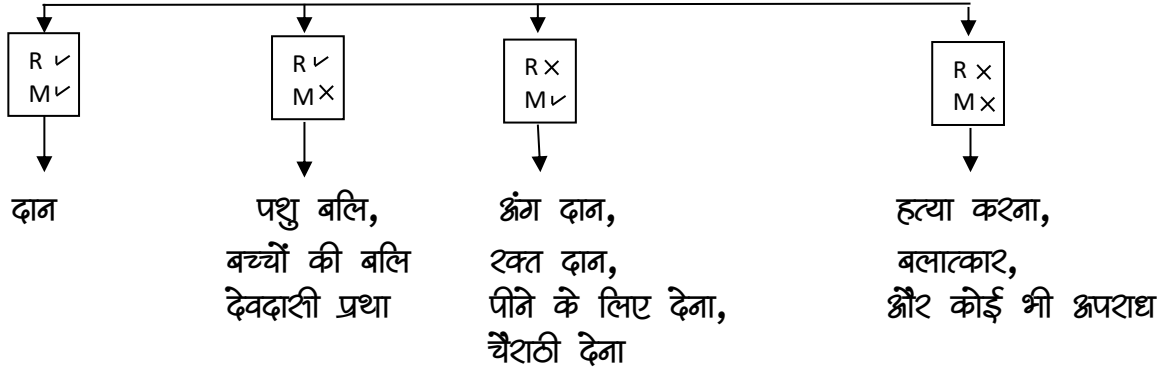 R ✓
M ✓
R ✓
M ×
R ×
M ✓
R ×
M ×
दान
पशु बलि,
बच्चों की बलि
देवदासी प्रथा
अंग दान,
रक्त दान,
पीने के लिए देना,
चैराठी देना
हत्या करना,
बलात्कार,
और कोई भी अपराध